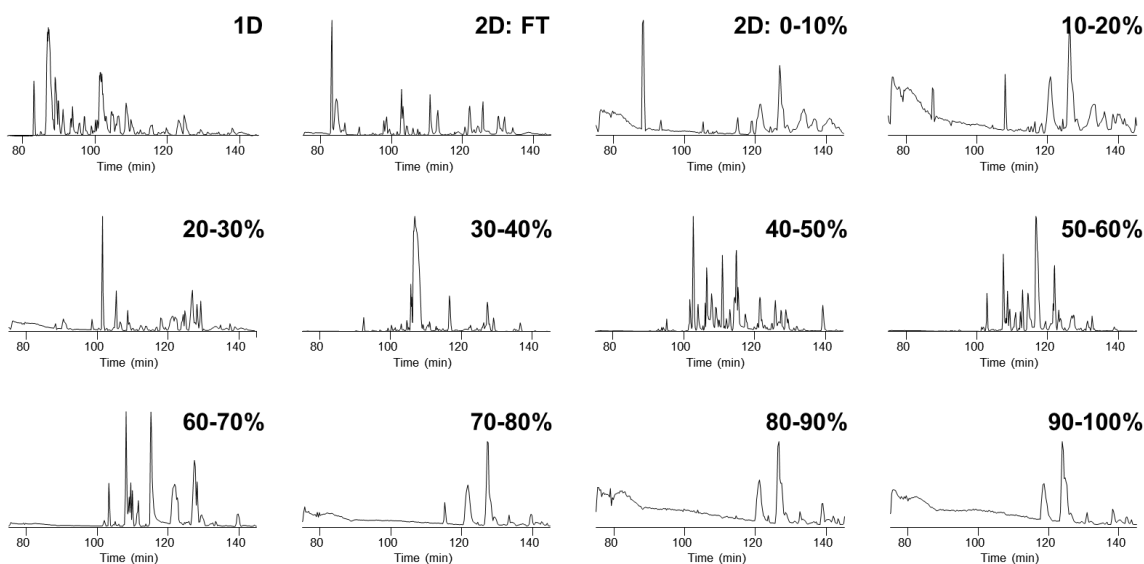 1D
2D: FT
2D: 0-10%
10-20%
80 100 120 140
Time (min)
80 100 120 140
Time (min)
80 100 120 140
Time (min)
80 100 120 140
Time (min)
20-30%
30-40%
40-50%
50-60%
80 100 120 140
Time (min)
80 100 120 140
Time (min)
80 100 120 140
Time (min)
80 100 120 140
Time (min)
60-70%
70-80%
80-90%
90-100%
80 100 120 140
Time (min)
80 100 120 140
Time (min)
80 100 120 140
Time (min)
80 100 120 140
Time (min)